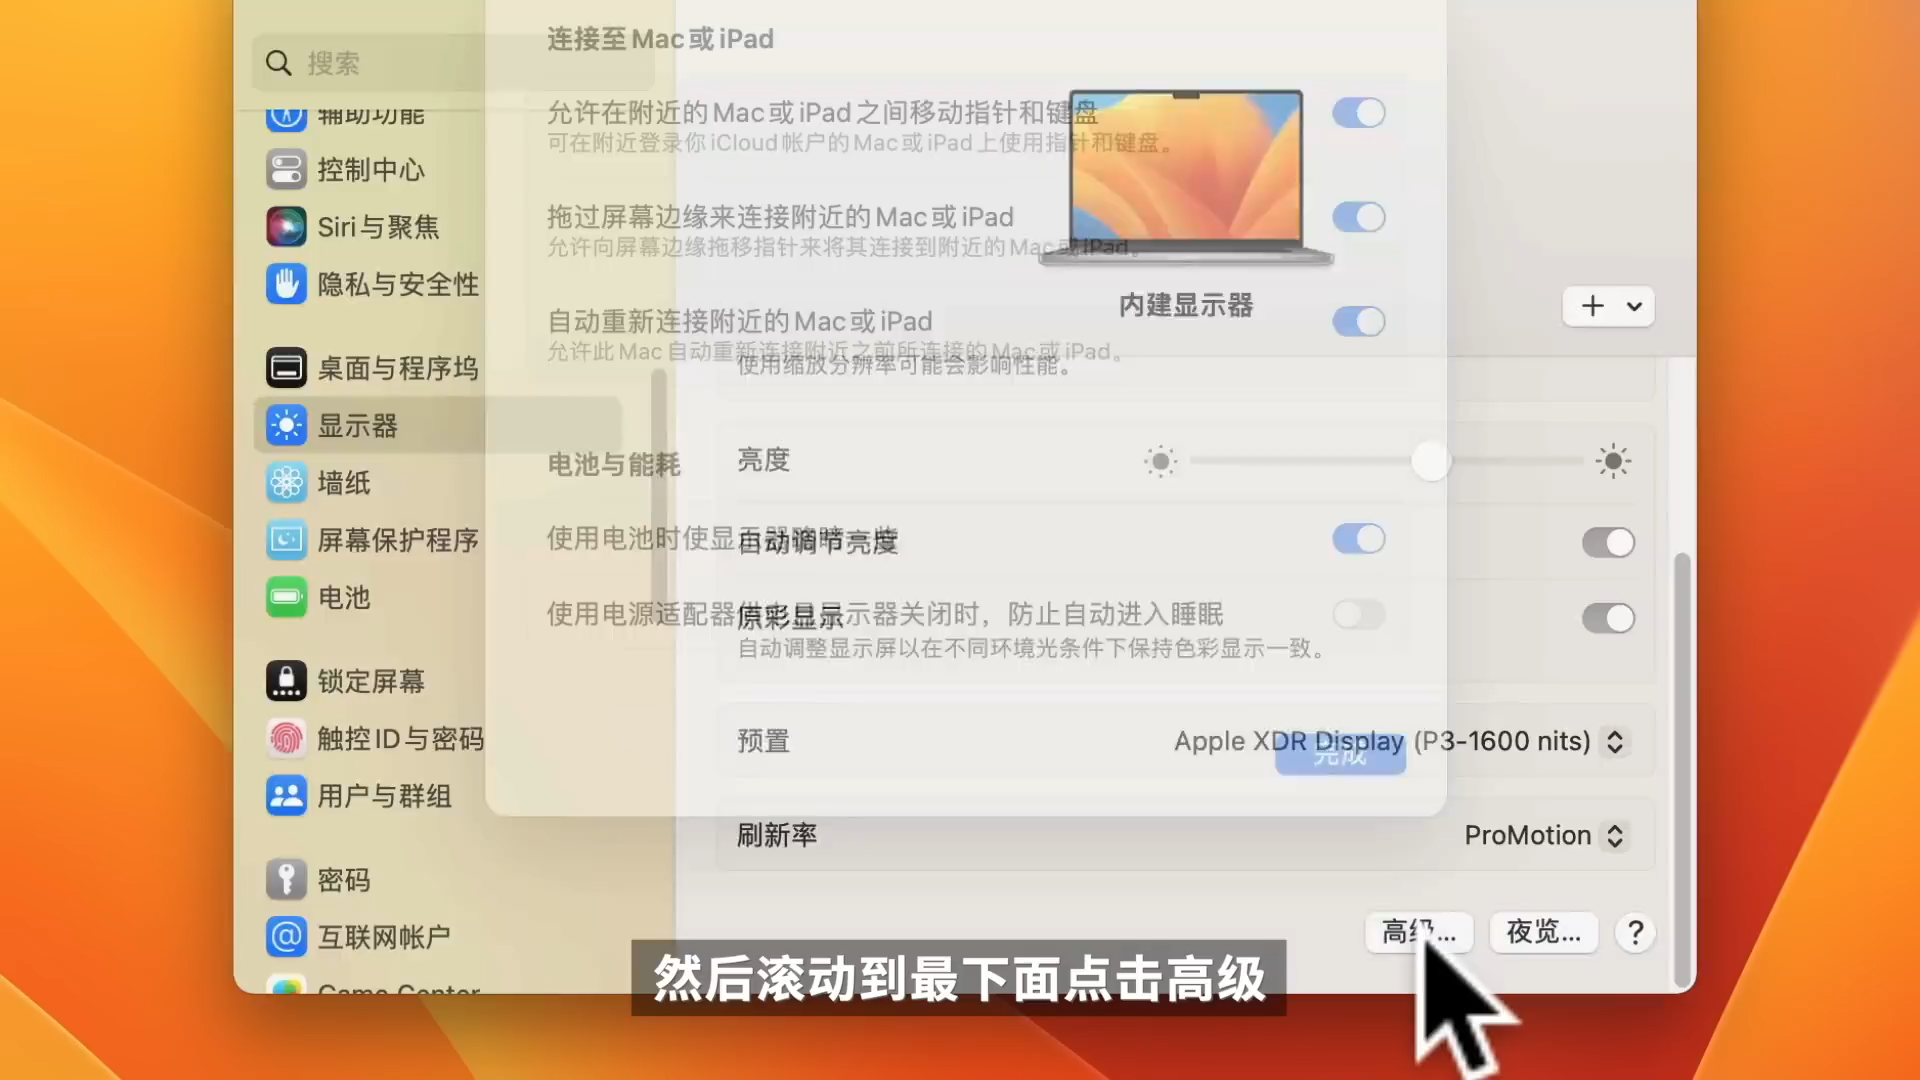 搜索
辅助功能
控制中心
Siri与聚焦
隐私与安全性
桌面与程序坞
显示器
墙纸
屏幕保护程序
电池
锁定屏幕
触控ID与密码
用户与群组
密码
互联网帐户
Game Center
连接至Mac或iPad
允许在附近的Mac或iPad之间移动指针和键盘
可在附近登录你iCloud帐户的Mac或iPad上使用指针和键盘。
拖过屏幕边缘来连接附近的Mac或iPad
允许向屏幕边缘拖移指针来将其连接到附近的Mac或iPad。
自动重新连接附近的Mac或iPad
允许此Mac自动重新连接附近之前所连接的Mac或iPad。
电池与能耗
使用电池时使显示器
使用电源适配器 显示器关闭时，防止自动进入睡眠
完成
内建显示器
使用缩放分辨率可能会影响性能。
亮度
自动调节亮度
原彩显示
自动调整显示屏以在不同环境光条件下保持色彩显示一致。
预置
Apple XDR Display (P3-1600 nits)
刷新率
ProMotion
高级...
夜览...
?
然后滚动到最下面点击高级